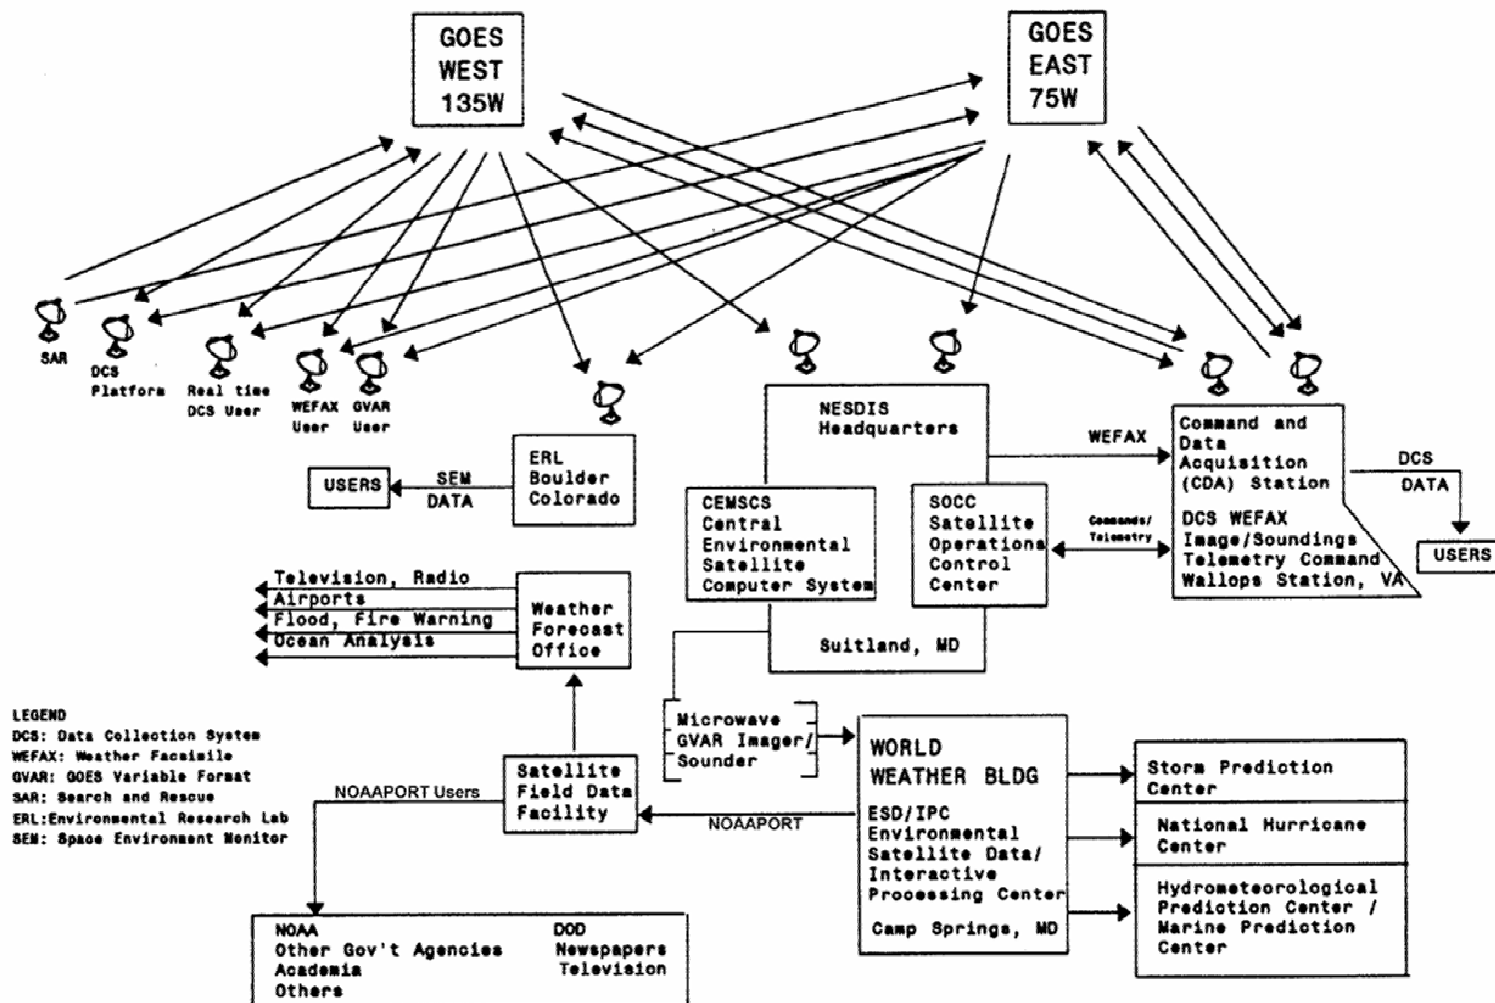 GOES
WEST
135W
GOES
EAST
75W
SAR
DCS
Platform
Real time
DCS User
WEFAX
User
GVAR
User
ERL
Boulder
Colorado
SEM
DATA
USERS
NESDIS
Headquarters
CEMSCS
Central
Environmental
Satellite
Computer System
SOCC
Satellite
Operations
Control
Center
Suitland, MD
WEFAX
Commands/
Telemetry
Command and
Data
Acquisition
(CDA) Station
DCS WEFAX
Image/Soundings
Telemetry Command
Wallops Station, VA
DCS
DATA
USERS
Television, Radio
Airports
Flood, Fire Warning
Ocean Analysis
Weather
Forecast
Office
Microwave
GVAR Imager/
Sounder
WORLD
WEATHER BLDG
ESD/IPC
Environmental
Satellite Data/
Interactive
Processing Center
Camp Springs, MD
Storm Prediction
Center
National Hurricane
Center
Hydrometeorological
Prediction Center /
Marine Prediction
Center
NOAAPORT
Satellite
Field Data
Facility
NOAAPORT Users
LEGEND
DCS: Data Collection System
WEFAX: Weather Facsimile
GVAR: GOES Variable Format
SAR: Search and Rescue
ERL:Environmental Research Lab
SEM: Space Environment Monitor
NOAA
Other Gov't Agencies
Academia
Others
DOD
Newspapers
Television